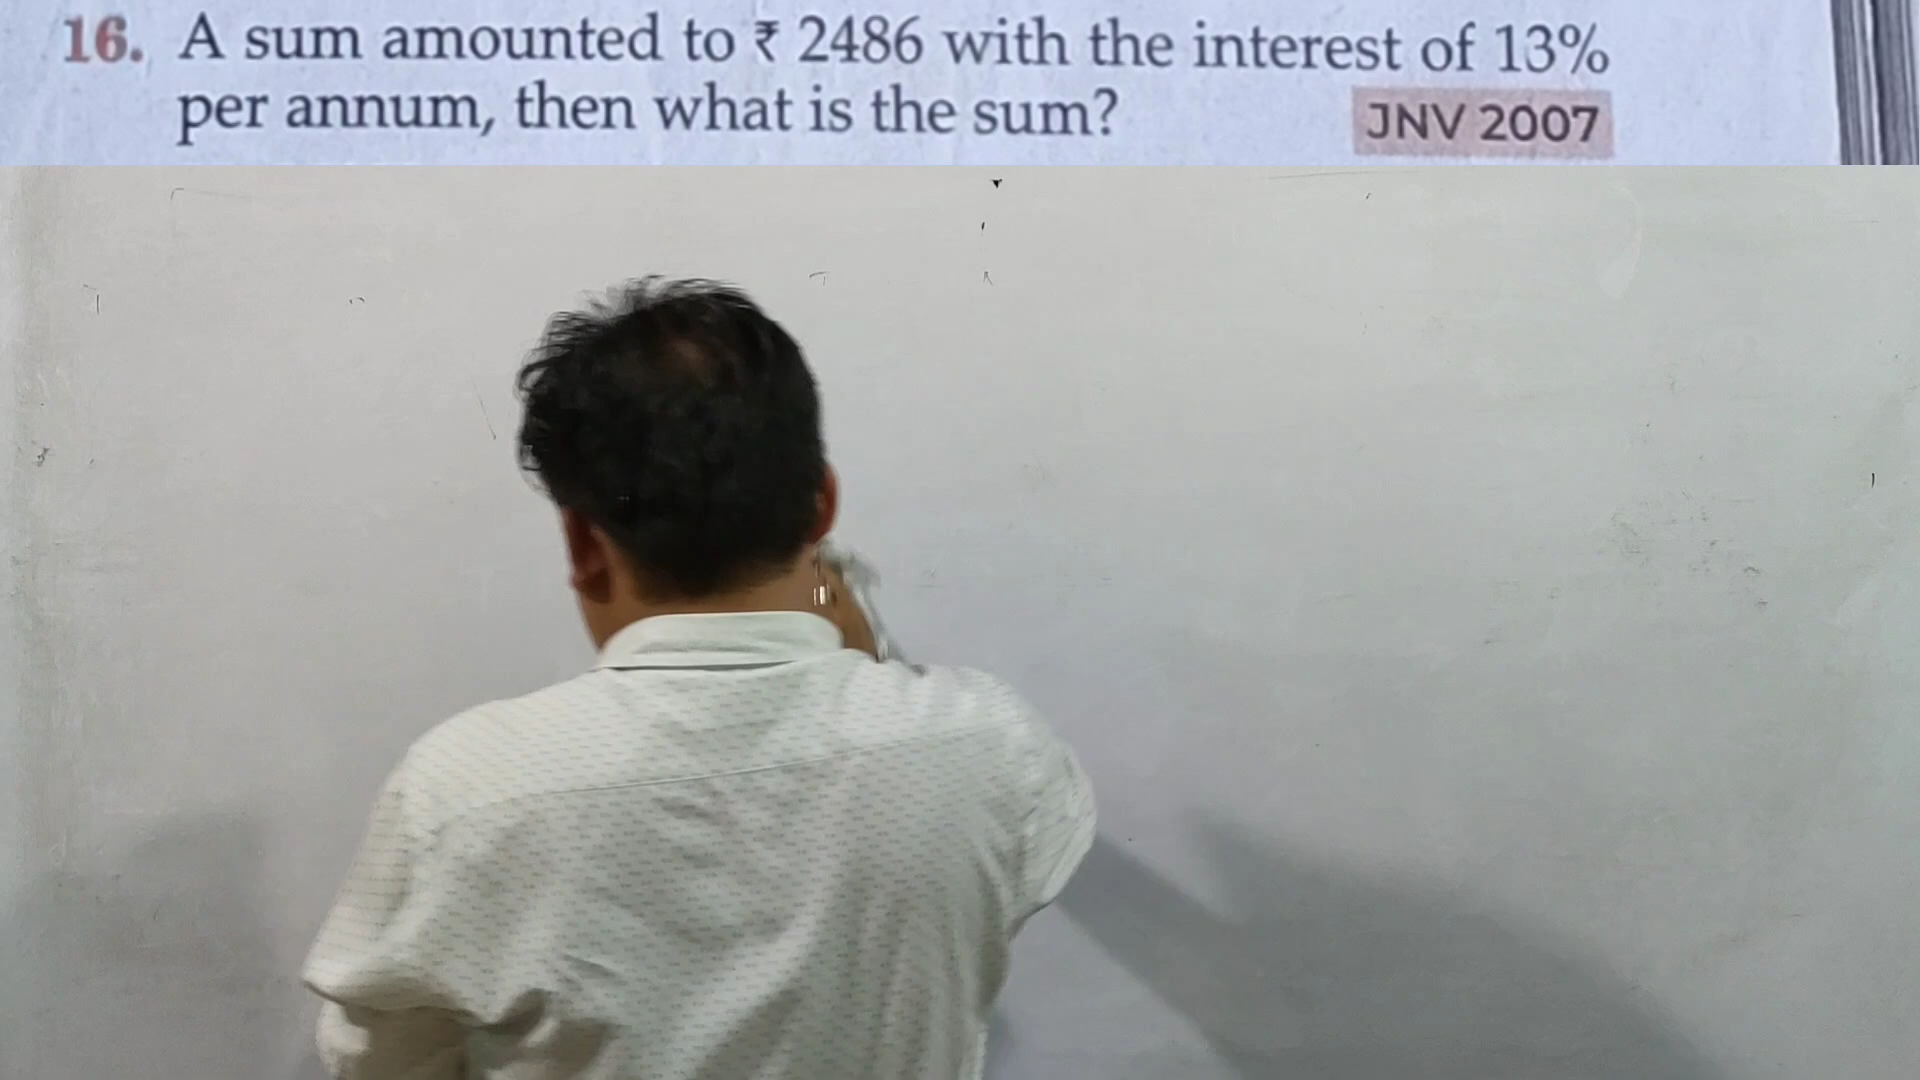 16. A sum amounted to ₹ 2486 with the interest of 13%
per annum, then what is the sum?
JNV 2007